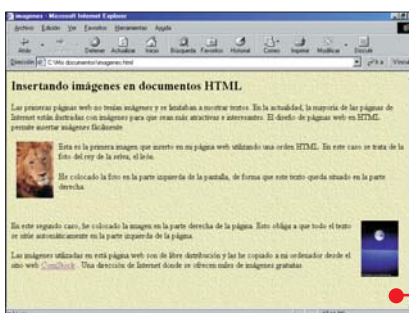 imagenes - Microsoft Internet Explorer
Archivo Edición Ver Favoritos Herramientas Ayuda
Atrás Detener Actualizar Inicio Búsqueda Favoritos Historial Correo Imprimir Modificar Discutir
Dirección C:\Mis documentos\imagenes.html Ir a Vínculos
Insertando imágenes en documentos HTML
Las primeras páginas web no tenían imágenes y se limitaban a mostrar textos. En la actualidad, la mayoría de las páginas de
Internet están ilustradas con imágenes para que sean más atractivas e interesantes. El diseño de páginas web en HTML
permite insertar imágenes fácilmente.
Esta es la primera imagen que inserto en mi página web utilizando una orden HTML. En este caso se trata de la
foto del rey de la selva, el león.
He colocado la foto en la parte izquierda de la pantalla, de forma que este texto queda situado en la parte
derecha.
En este segundo caso, he colocado la imagen en la parte derecha de la página. Esto obliga a que todo el texto
se sitúe automáticamente en la parte izquierda de la página.
Las imágenes utilizadas en está página web son de libre distribución y las he copiado a mi ordenador desde el
sitio web . Una dirección de Internet donde se ofrecen miles de imágenes gratuitas.